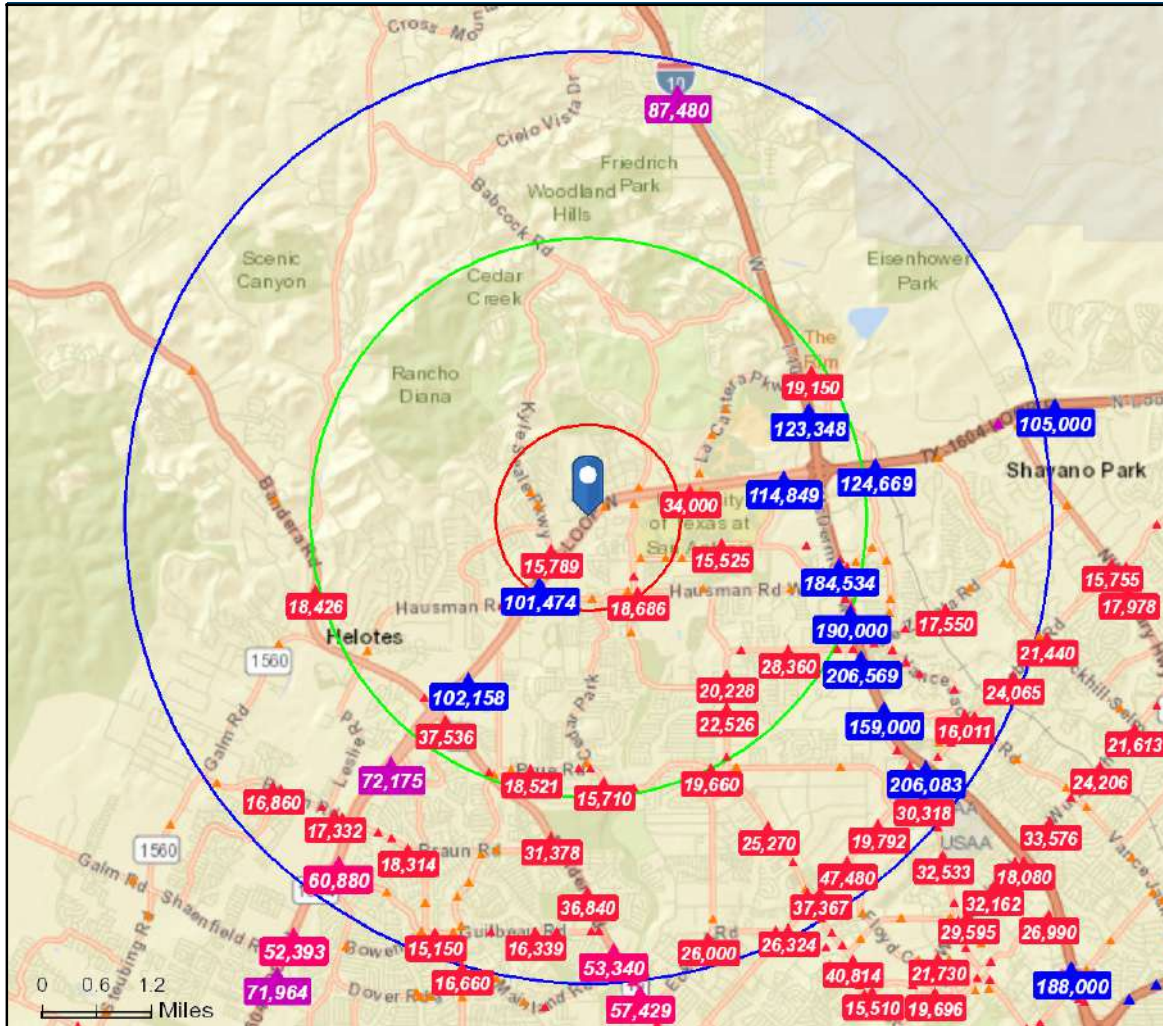 Cross Mou
10
87,480
Cielo Vista Dr
Friedrich
Park
Woodland
Hills
Babcock Rd
Scenic
Canyon
Cedar
Creek
W
Eisenhower
Park
The
Rim
Rancho
Diana
La Cantera Pkwy
19,150
Kyle Seale Pkwy
123,348
105,000
TX-1604 LOOP
Shavano Park
124,669
114,849
34,000
LOOP N
of Texas at
15,525
Bandera Rd
15,789
184,534
101,474
Hausman Rd
Hausman Rd W
18,686
18,426
15,755
17,978
190,000
17,550
Helotes
1560
28,360
206,569
21,440
20,228
24,065
102,158
22,526
159,000
16,011
37,536
21,613
Galm Rd
Leslie Rd
72,175
18,521
15,710
19,660
206,083
24,206
16,860
30,318
17,332
25,270
19,792
33,576
USAA
1560
18,314
Braun Rd
31,378
32,533
60,880
47,480
18,080
36,840
37,367
32,162
Galm Rd
Shaenfield Rd
52,393
15,150
Guilbeau Rd
16,339
26,000
Rd
26,324
29,595
26,990
53,340
71,964
16,660
40,814
21,730
188,000
57,429
15,510
19,696
0 0.6 1.2
Miles